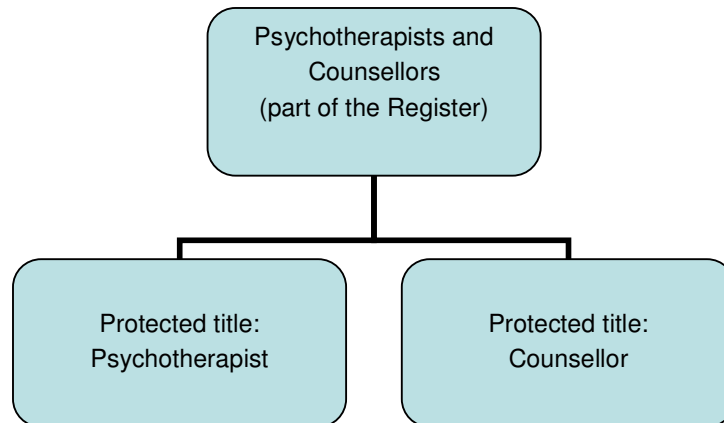 Psychotherapists and
Counsellors
(part of the Register)
Protected title:
Psychotherapist
Protected title:
Counsellor